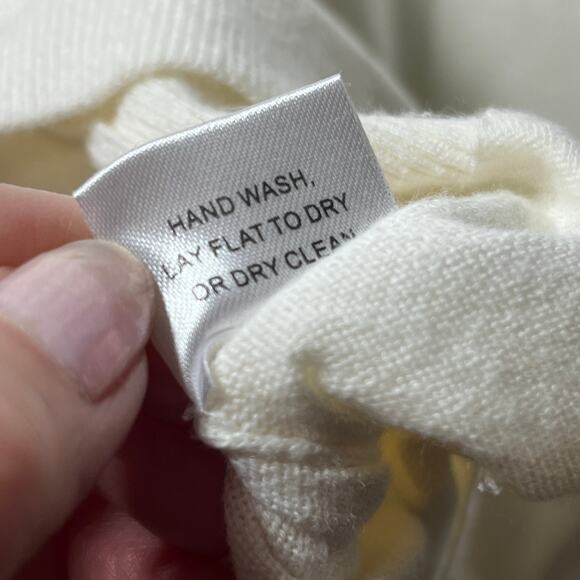 HAND WASH,
LAY FLAT TO DRY
OR DRY CLEAN